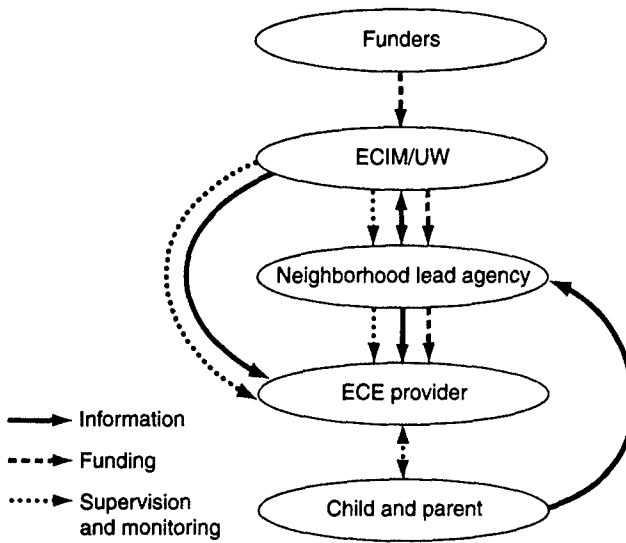 Funders
ECIM/UW
Neighborhood lead agency
ECE provider
Child and parent
Information
Funding
Supervision
and monitoring